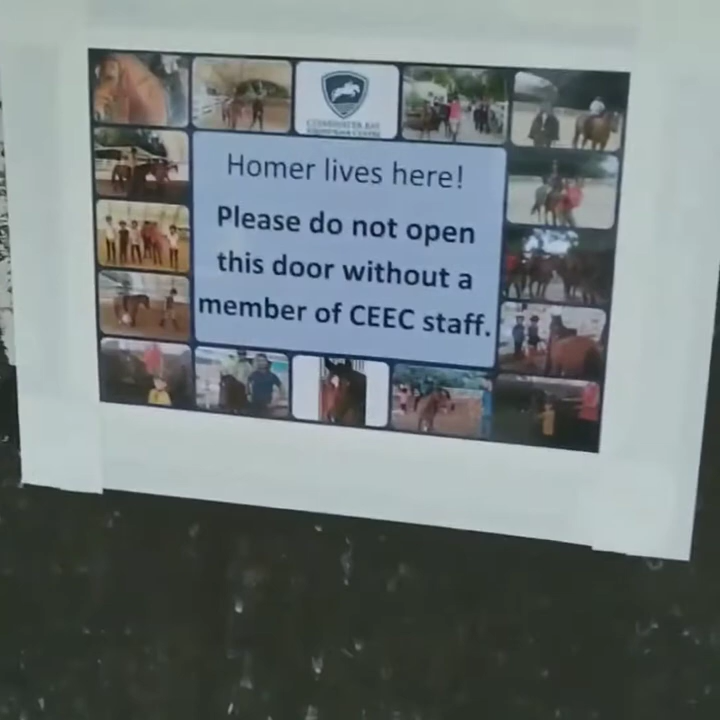 Homer lives here!
Please do not open
this door without a
member of CEEC staff.